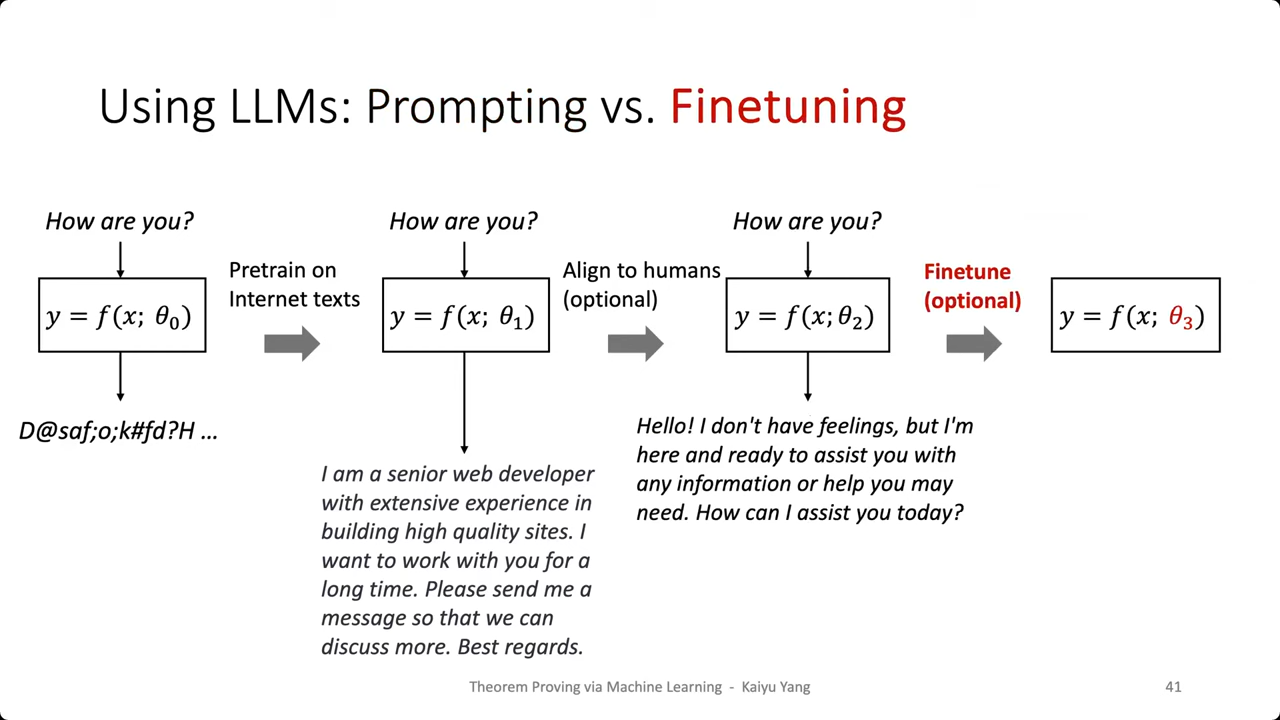 Using LLMs: Prompting vs. Finetuning
How are you?
y = f(x; θ₀)
D@saf;o;k#fd?H ...
Pretrain on
Internet texts
How are you?
y = f(x; θ₁)
I am a senior web developer
with extensive experience in
building high quality sites. I
want to work with you for a
long time. Please send me a
message so that we can
discuss more. Best regards.
Align to humans
(optional)
How are you?
y = f(x; θ₂)
Hello! I don't have feelings, but I'm
here and ready to assist you with
any information or help you may
need. How can I assist you today?
Finetune
(optional)
y = f(x; θ₃)
Theorem Proving via Machine Learning - Kaiyu Yang
41